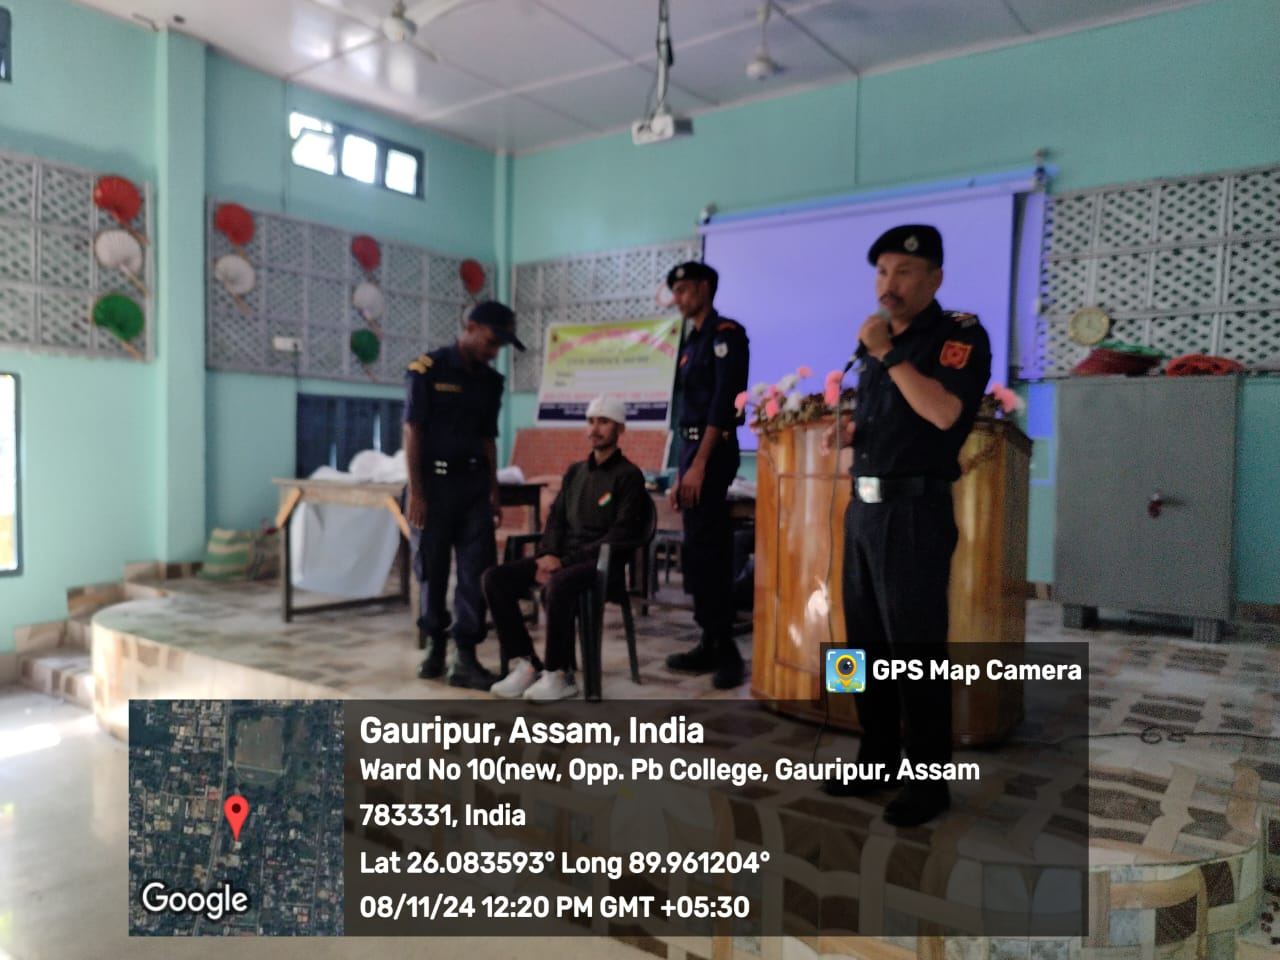 GPS Map Camera
Gauripur, Assam, India
Ward No 10(new, Opp. Pb College, Gauripur, Assam
783331, India
Lat 26.083593° Long 89.961204°
08/11/24 12:20 PM GMT +05:30
Google